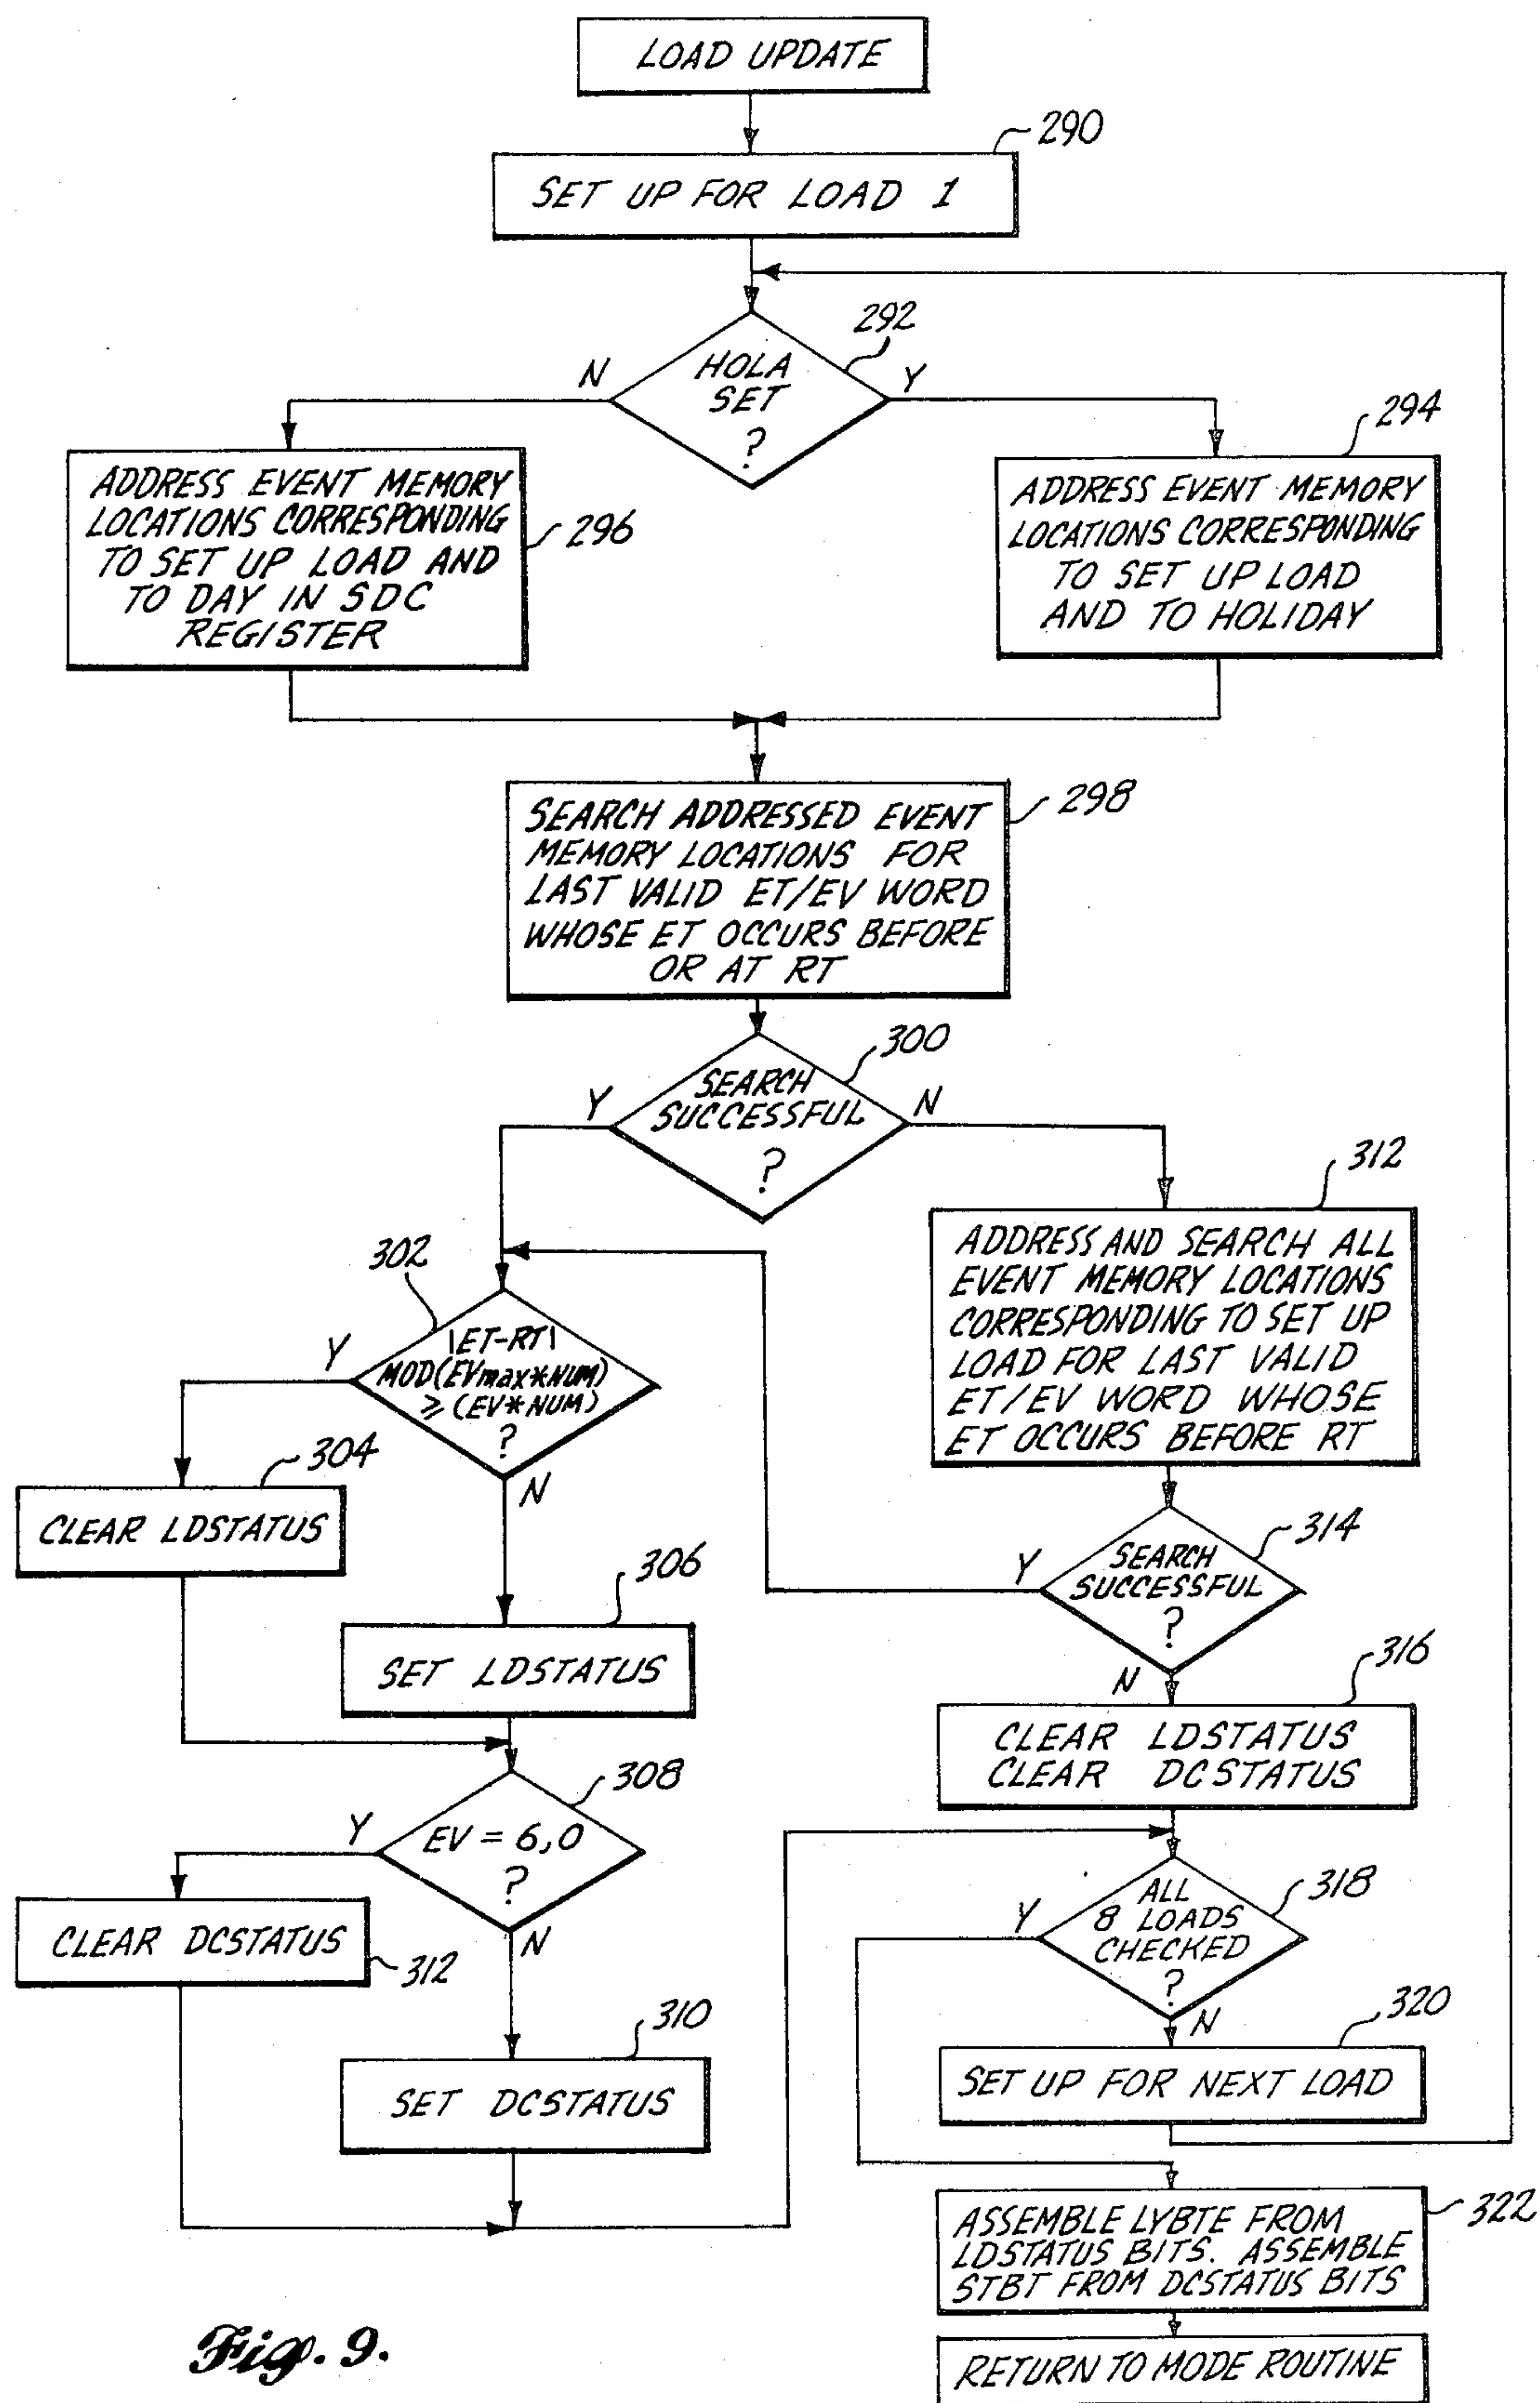 LOAD UPDATE
290
SET UP FOR LOAD 1
292
HOLA
SET
?
N
Y
294
ADDRESS EVENT MEMORY
LOCATIONS CORRESPONDING
TO SET UP LOAD AND
TO DAY IN SDC
REGISTER
296
ADDRESS EVENT MEMORY
LOCATIONS CORRESPONDING
TO SET UP LOAD
AND TO HOLIDAY
298
SEARCH ADDRESSED EVENT
MEMORY LOCATIONS FOR
LAST VALID ET/EV WORD
WHOSE ET OCCURS BEFORE
OR AT RT
300
SEARCH
SUCCESSFUL
?
Y
N
312
ADDRESS AND SEARCH ALL
EVENT MEMORY LOCATIONS
CORRESPONDING TO SET UP
LOAD FOR LAST VALID
ET/EV WORD WHOSE
ET OCCURS BEFORE RT
302
|ET-RT|
MOD(EVmax*NUM)
≥(EV*NUM)
?
Y
N
304
CLEAR LDSTATUS
306
SET LDSTATUS
314
SEARCH
SUCCESSFUL
?
Y
N
316
CLEAR LDSTATUS
CLEAR DCSTATUS
308
EV = 6,0
?
Y
N
CLEAR DCSTATUS
312
310
SET DCSTATUS
318
ALL
8 LOADS
CHECKED
?
Y
N
320
SET UP FOR NEXT LOAD
322
ASSEMBLE LYBTE FROM
LDSTATUS BITS. ASSEMBLE
STBT FROM DCSTATUS BITS
RETURN TO MODE ROUTINE
Fig. 9.